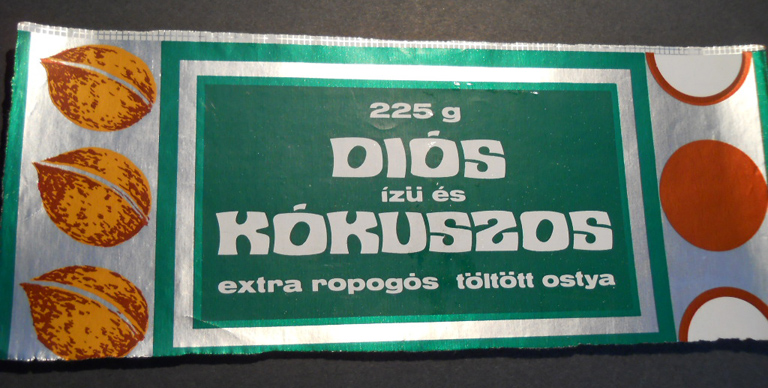 225 g
DIÓS
ízü és
KÓKUSZOS
extra ropogós töltött ostya